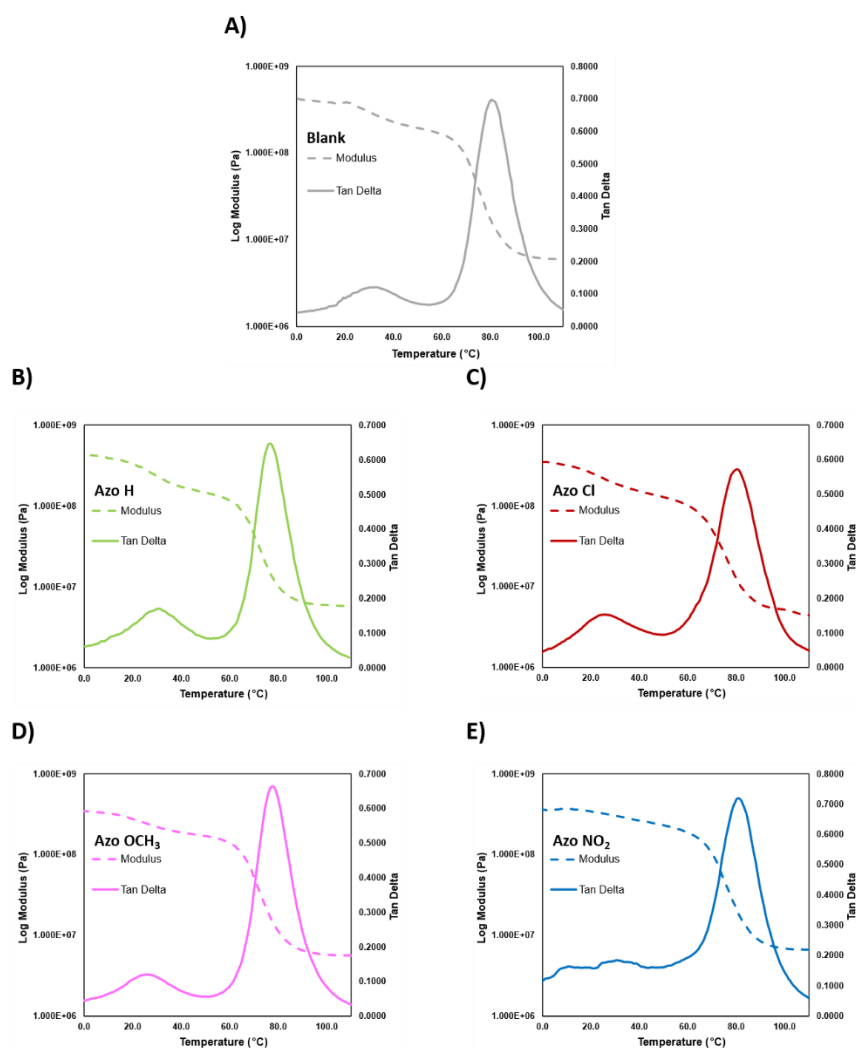 A)
1.000E+09
1.000E+08
1.000E+07
1.000E+06
Log Modulus (Pa)
Blank
Modulus
Tan Delta
0.8000
0.7000
0.6000
0.5000
0.4000
0.3000
0.2000
0.1000
0.0000
Tan Delta
0.0 20.0 40.0 60.0 80.0 100.0
Temperature (°C)
B)
1.000E+09
1.000E+08
1.000E+07
1.000E+06
Log Modulus (Pa)
Azo H
Modulus
Tan Delta
0.7000
0.6000
0.5000
0.4000
0.3000
0.2000
0.1000
0.0000
Tan Delta
0.0 20.0 40.0 60.0 80.0 100.0
Temperature (°C)
C)
1.000E+09
1.000E+08
1.000E+07
1.000E+06
Log Modulus (Pa)
Azo Cl
Modulus
Tan Delta
0.7000
0.6000
0.5000
0.4000
0.3000
0.2000
0.1000
0.0000
Tan Delta
0.0 20.0 40.0 60.0 80.0 100.0
Temperature (°C)
D)
1.000E+09
1.000E+08
1.000E+07
1.000E+06
Log Modulus (Pa)
Azo OCH₃
Modulus
Tan Delta
0.7000
0.6000
0.5000
0.4000
0.3000
0.2000
0.1000
0.0000
Tan Delta
0.0 20.0 40.0 60.0 80.0 100.0
Temperature (°C)
E)
1.000E+09
1.000E+08
1.000E+07
1.000E+06
Log Modulus (Pa)
Azo NO₂
Modulus
Tan Delta
0.8000
0.7000
0.6000
0.5000
0.4000
0.3000
0.2000
0.1000
0.0000
Tan Delta
0.0 20.0 40.0 60.0 80.0 100.0
Temperature (°C)